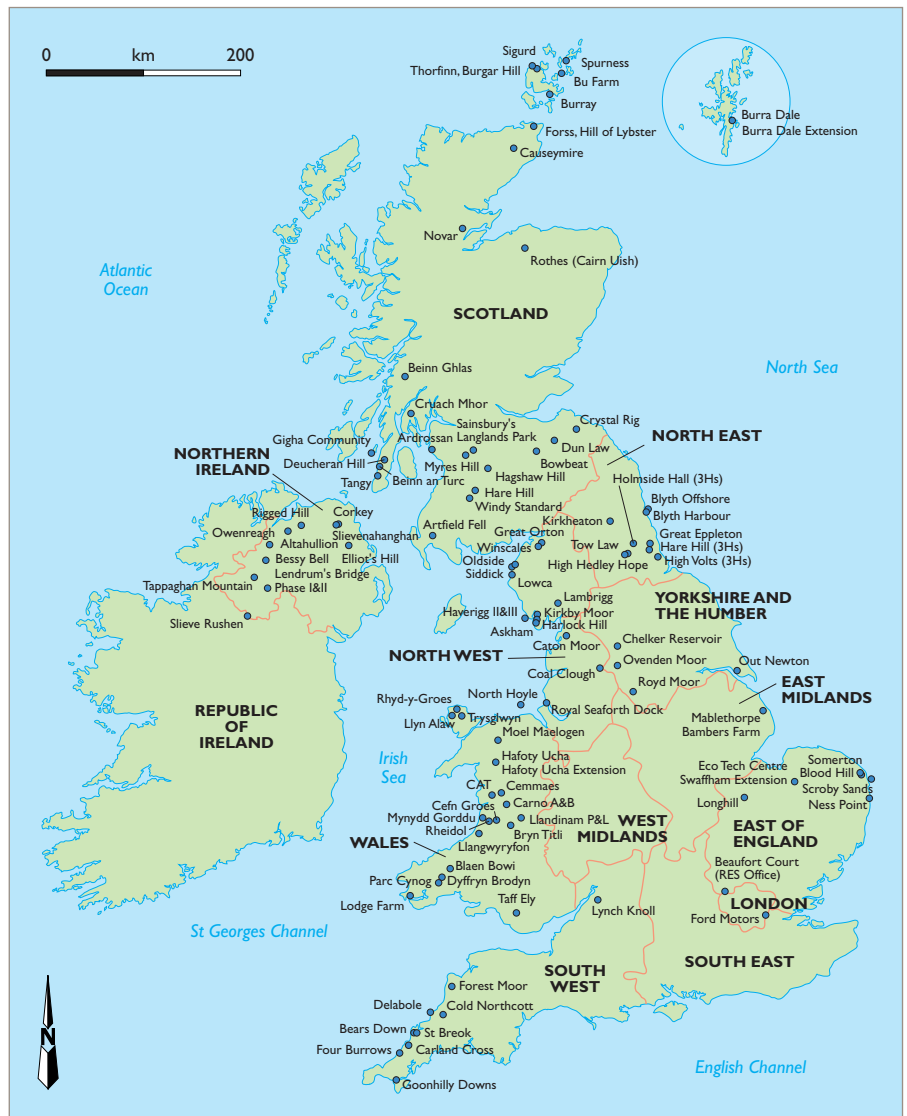 0 km 200
Sigurd
Thorfinn, Burgar Hill
Spurness
Bu Farm
Burray
Burra Dale
Burra Dale Extension
Forss, Hill of Lybster
Causeymire
Novar
Rothes (Cairn Uish)
Atlantic
Ocean
SCOTLAND
North Sea
Beinn Ghlas
Cruach Mhor
Sainsbury's
Langlands Park
Crystal Rig
Gigha Community
Ardrossan
Dun Law
NORTH EAST
NORTHERN
IRELAND
Deucheran Hill
Myres Hill
Bowbeat
Hagshaw Hill
Holmside Hall (3Hs)
Tangy
Beinn an Turc
Hare Hill
Windy Standard
Blyth Offshore
Blyth Harbour
Rigged Hill
Corkey
Artfield Fell
Kirkheaton
Great Orton
Great Eppleton
Owenreagh
Slievenahanghan
Altahullion
Winscales
Tow Law
Hare Hill (3Hs)
Bessy Bell
Elliot's Hill
Oldside
Siddick
High Hedley Hope
High Volts (3Hs)
Lendrum's Bridge
Phase I&II
Tappaghan Mountain
Lowca
Slieve Rushen
Lambrigg
YORKSHIRE AND
THE HUMBER
Haverigg II&III
Kirkby Moor
Harlock Hill
Askham
Caton Moor
Chelker Reservoir
NORTH WEST
Coal Clough
Ovenden Moor
Out Newton
Royd Moor
EAST
MIDLANDS
Rhyd-y-Groes
North Hoyle
Royal Seaforth Dock
REPUBLIC
OF
IRELAND
Llyn Alaw
Trysglwyn
Moel Maelogen
Mablethorpe
Bambers Farm
Irish
Sea
Hafoty Ucha
Hafoty Ucha Extension
Eco Tech Centre
Swaffham Extension
Somerton
Blood Hill
Scroby Sands
Ness Point
CAT
Cemmaes
Longhill
Cefn Groes
Carno A&B
Mynydd Gorddu
Llandinam P&L
Rheidol
Bryn Titli
WEST
MIDLANDS
EAST OF
ENGLAND
Llangwyryfon
WALES
Blaen Bowi
Beaufort Court
(RES Office)
Parc Cynog
Dyffryn Brodyn
Lodge Farm
Taff Ely
Lynch Knoll
LONDON
Ford Motors
St Georges Channel
SOUTH EAST
SOUTH
WEST
Forest Moor
Delabole
Cold Northcott
Bears Down
St Breok
Four Burrows
Carland Cross
Goonhilly Downs
English Channel
N